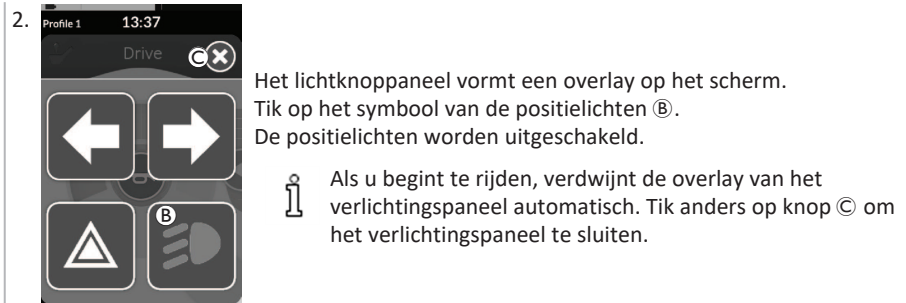 2.
Profile 1 13:37
Drive
Ⓒ
Ⓑ
Het lichtknoppaneel vormt een overlay op het scherm.
Tik op het symbool van de positielichten Ⓑ.
De positielichten worden uitgeschakeld.
Als u begint te rijden, verdwijnt de overlay van het
verlichtingspaneel automatisch. Tik anders op knop Ⓒ om
het verlichtingspaneel te sluiten.